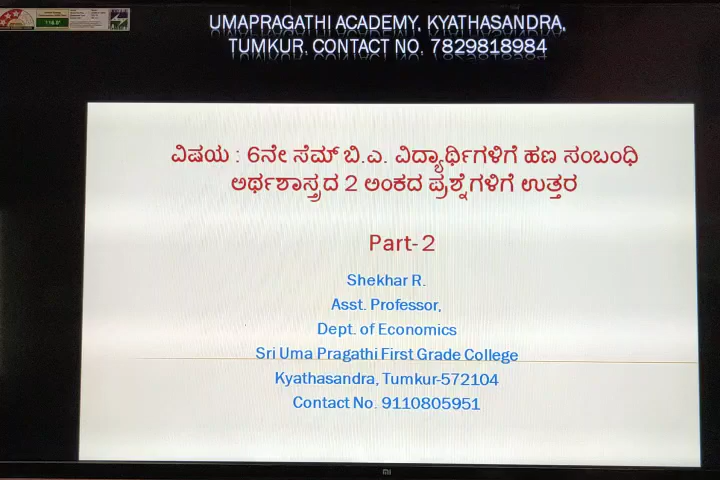 UMAPRAGATHI ACADEMY, KYATHASANDRA,
TUMKUR, CONTACT NO. 7829818984
ವಿಷಯ : 6ನೇ ಸೆಮ್ ಬಿ.ಎ. ವಿದ್ಯಾರ್ಥಿಗಳಿಗೆ ಹಣ ಸಂಬಂಧಿ
ಅರ್ಥಶಾಸ್ತ್ರದ 2 ಅಂಕದ ಪ್ರಶ್ನೆಗಳಿಗೆ ಉತ್ತರ
Part-2
Shekhar R.
Asst. Professor,
Dept. of Economics
Sri Uma Pragathi First Grade College
Kyathasandra, Tumkur-572104
Contact No. 9110805951
mi